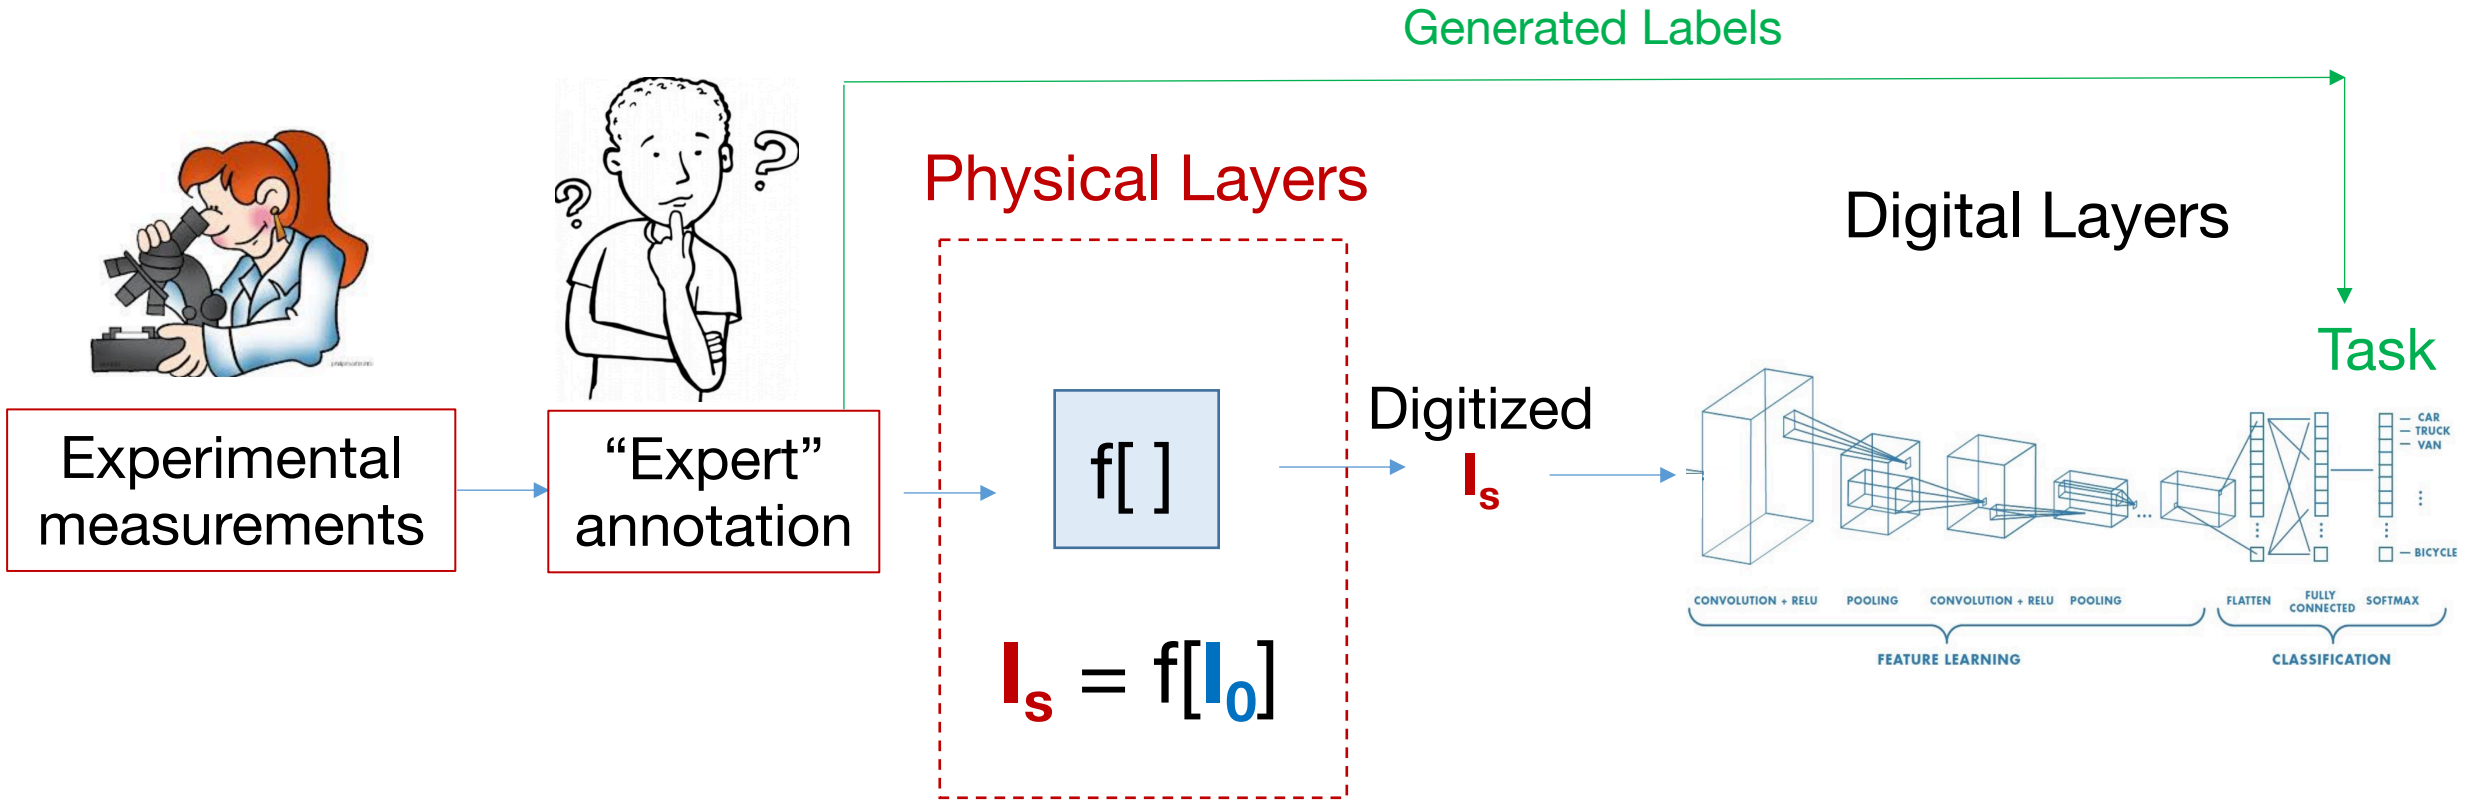 Generated Labels
Physical Layers
Digital Layers
Task
Experimental
measurements
“Expert”
annotation
f[ ]
Is = f[I0]
Digitized
Is
CAR
TRUCK
VAN
BICYCLE
CONVOLUTION + RELU
POOLING
CONVOLUTION + RELU
POOLING
FLATTEN
FULLY
CONNECTED
SOFTMAX
FEATURE LEARNING
CLASSIFICATION